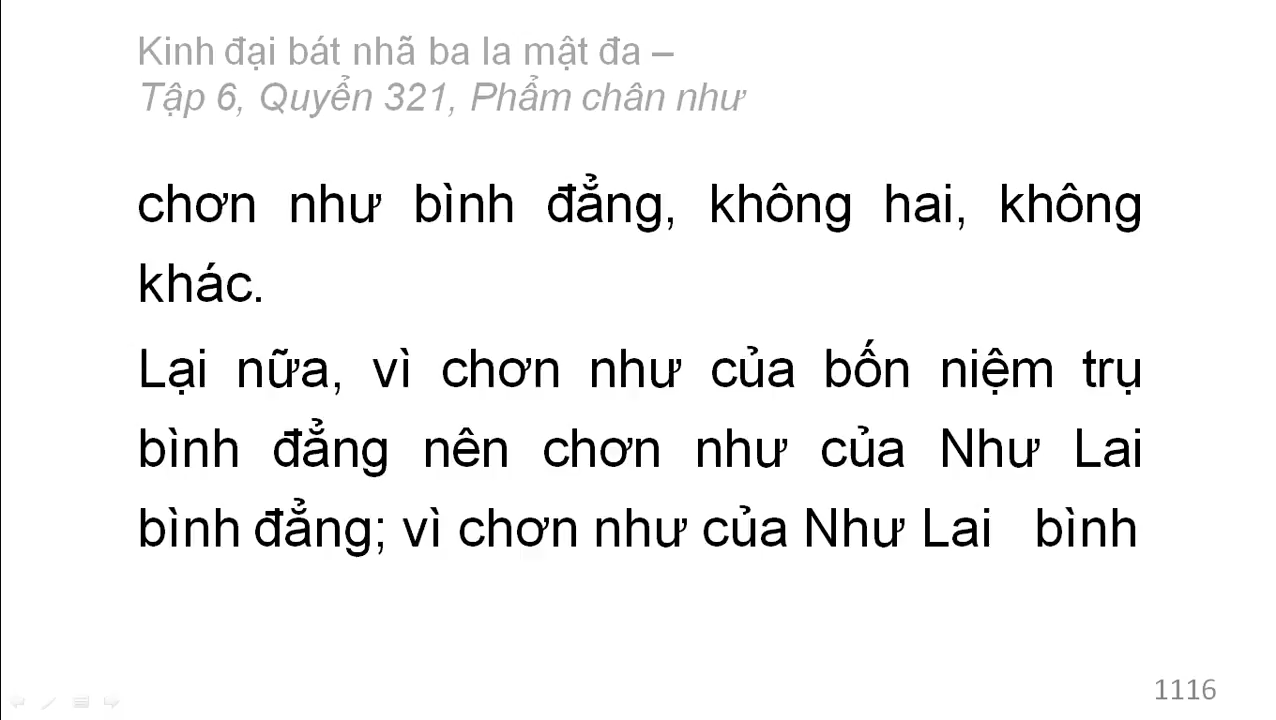 Kinh đại bát nhã ba la mật đa –
Tập 6, Quyển 321, Phẩm chân như
chơn như bình đẳng, không hai, không
khác.
Lại nữa, vì chơn như của bốn niệm trụ
bình đẳng nên chơn như của Như Lai
bình đẳng; vì chơn như của Như Lai bình
1116